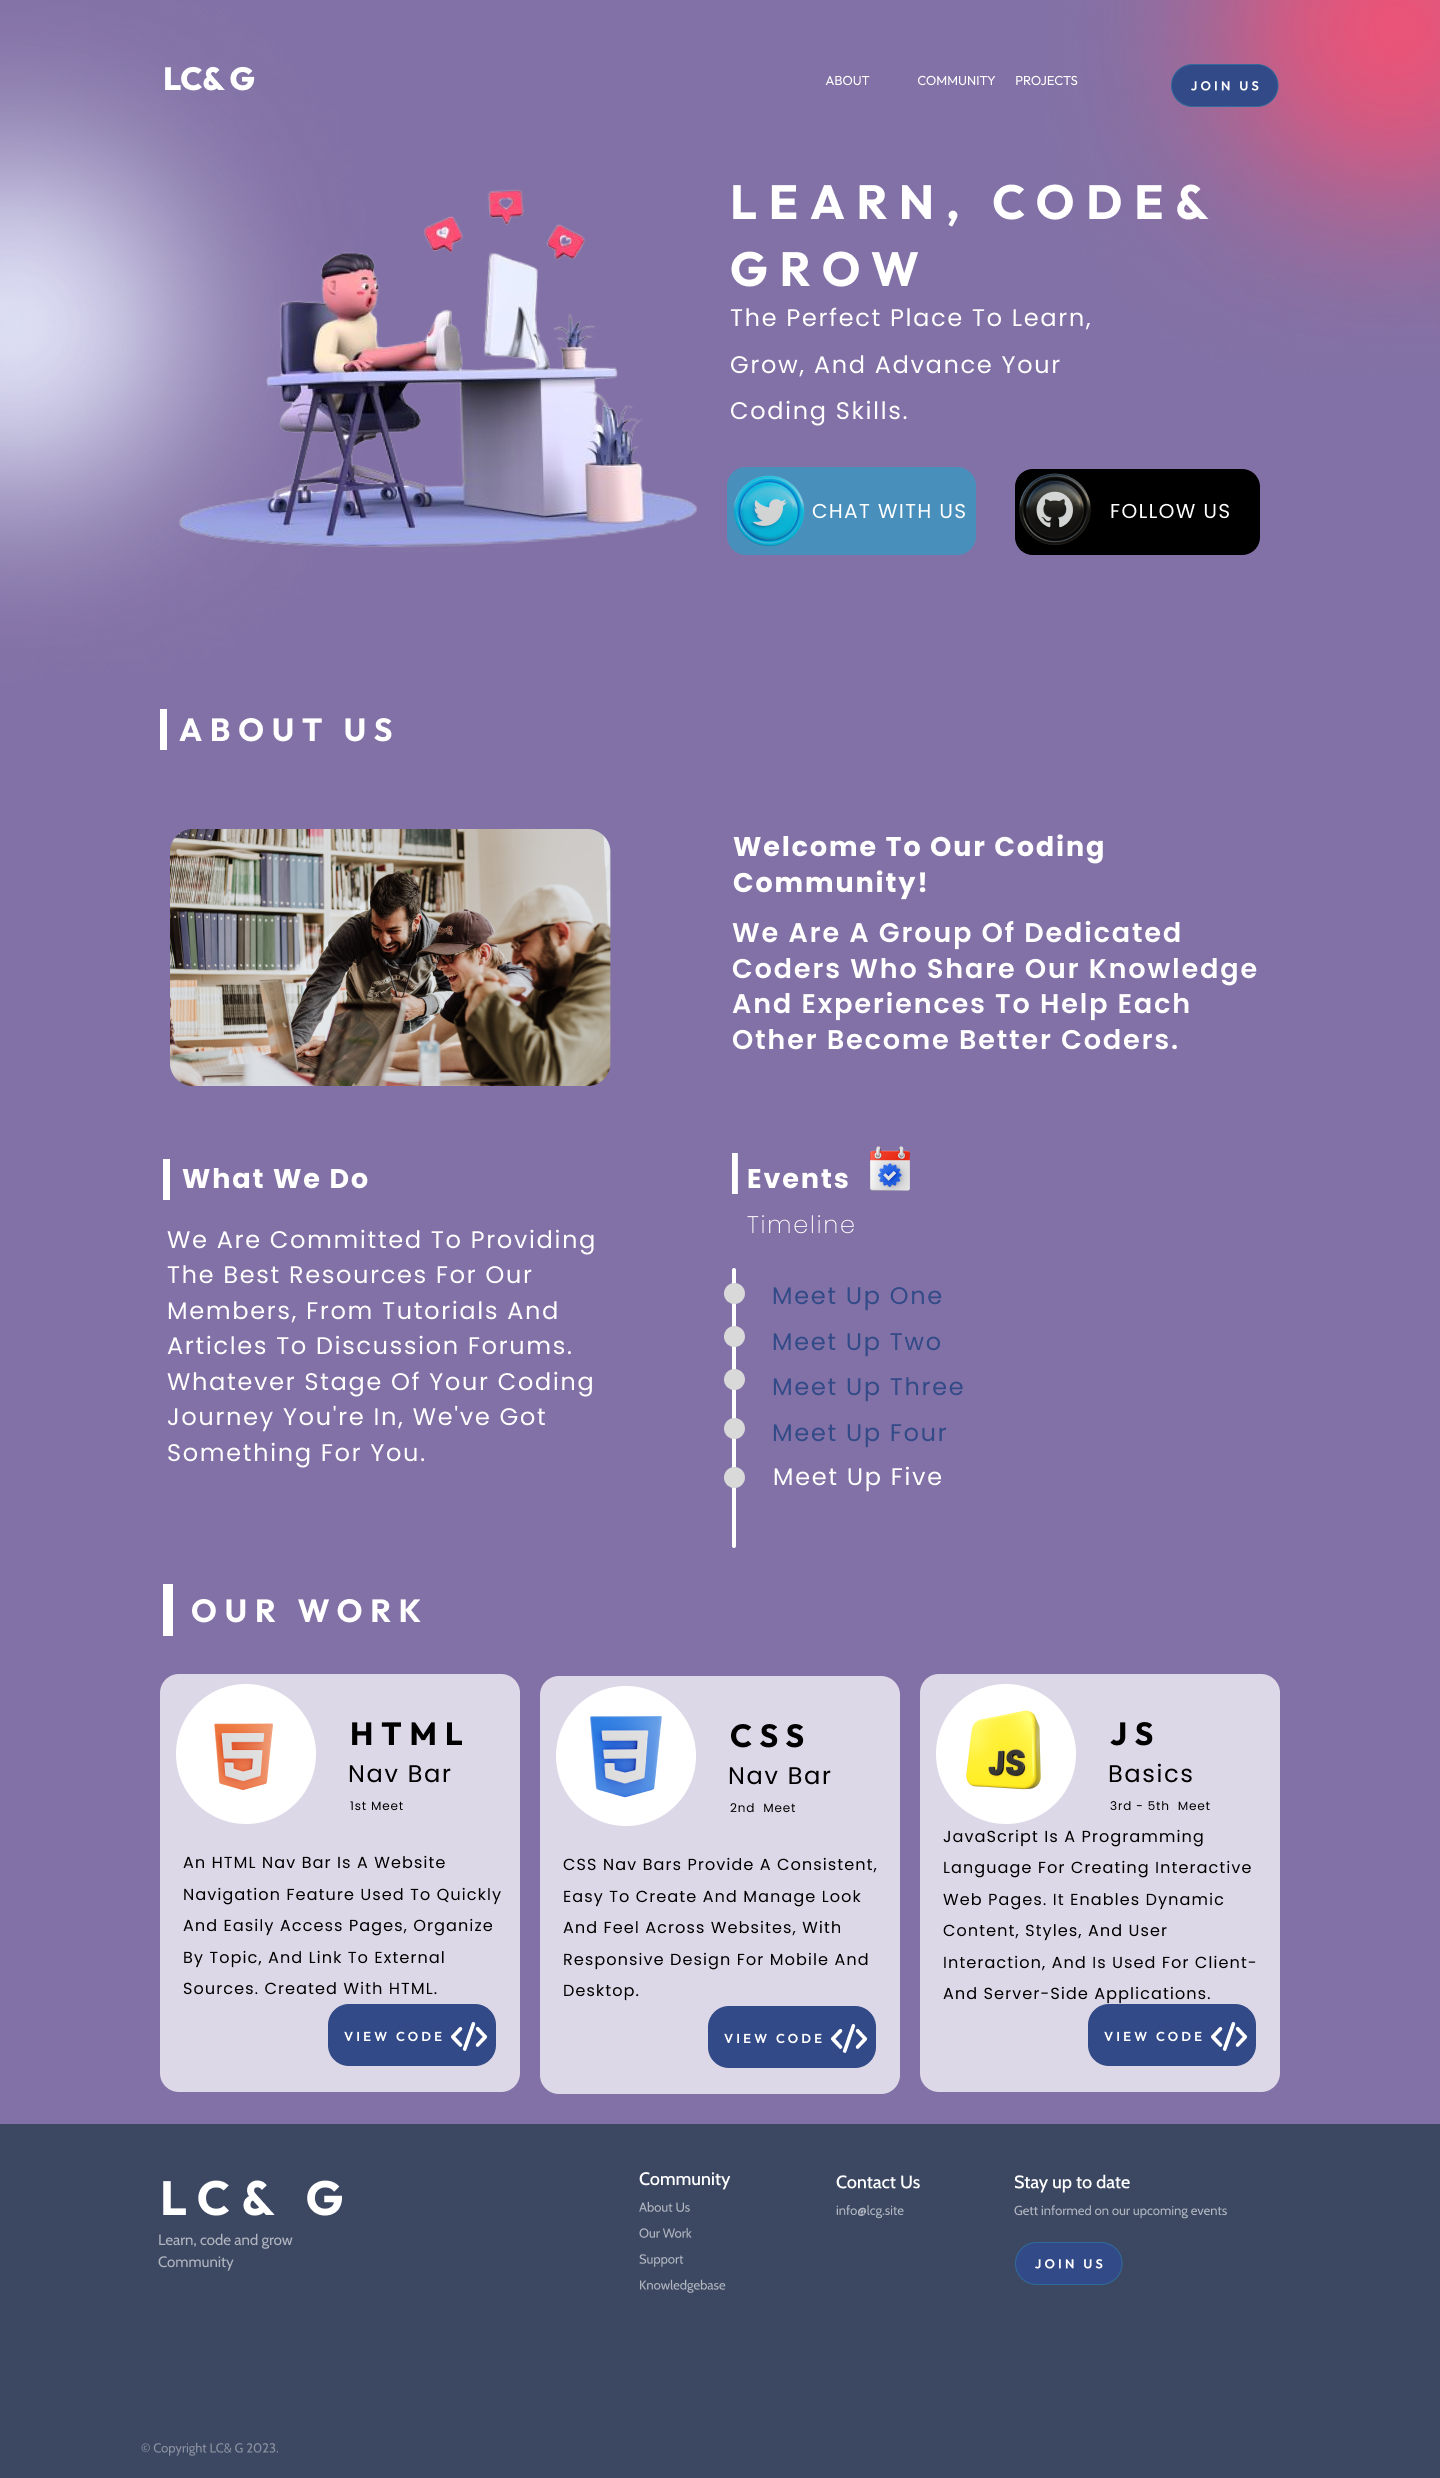 LC& G
ABOUT
COMMUNITY
PROJECTS
JOIN US
LEARN, CODE&
GROW
The Perfect Place To Learn,
Grow, And Advance Your
Coding Skills.
CHAT WITH US
FOLLOW US
ABOUT US
Welcome To Our Coding
Community!
We Are A Group Of Dedicated
Coders Who Share Our Knowledge
And Experiences To Help Each
Other Become Better Coders.
What We Do
We Are Committed To Providing
The Best Resources For Our
Members, From Tutorials And
Articles To Discussion Forums.
Whatever Stage Of Your Coding
Journey You're In, We've Got
Something For You.
Events
Timeline
Meet Up One
Meet Up Two
Meet Up Three
Meet Up Four
Meet Up Five
OUR WORK
5
HTML
Nav Bar
1st Meet
An HTML Nav Bar Is A Website
Navigation Feature Used To Quickly
And Easily Access Pages, Organize
By Topic, And Link To External
Sources. Created With HTML.
VIEW CODE </>
3
CSS
Nav Bar
2nd Meet
CSS Nav Bars Provide A Consistent,
Easy To Create And Manage Look
And Feel Across Websites, With
Responsive Design For Mobile And
Desktop.
VIEW CODE </>
JS
JS
Basics
3rd - 5th Meet
JavaScript Is A Programming
Language For Creating Interactive
Web Pages. It Enables Dynamic
Content, Styles, And User
Interaction, And Is Used For Client-
And Server-Side Applications.
VIEW CODE </>
LC& G
Learn, code and grow
Community
Community
About Us
Our Work
Support
Knowledgebase
Contact Us
info@lcg.site
Stay up to date
Gett informed on our upcoming events
JOIN US
© Copyright LC& G 2023.